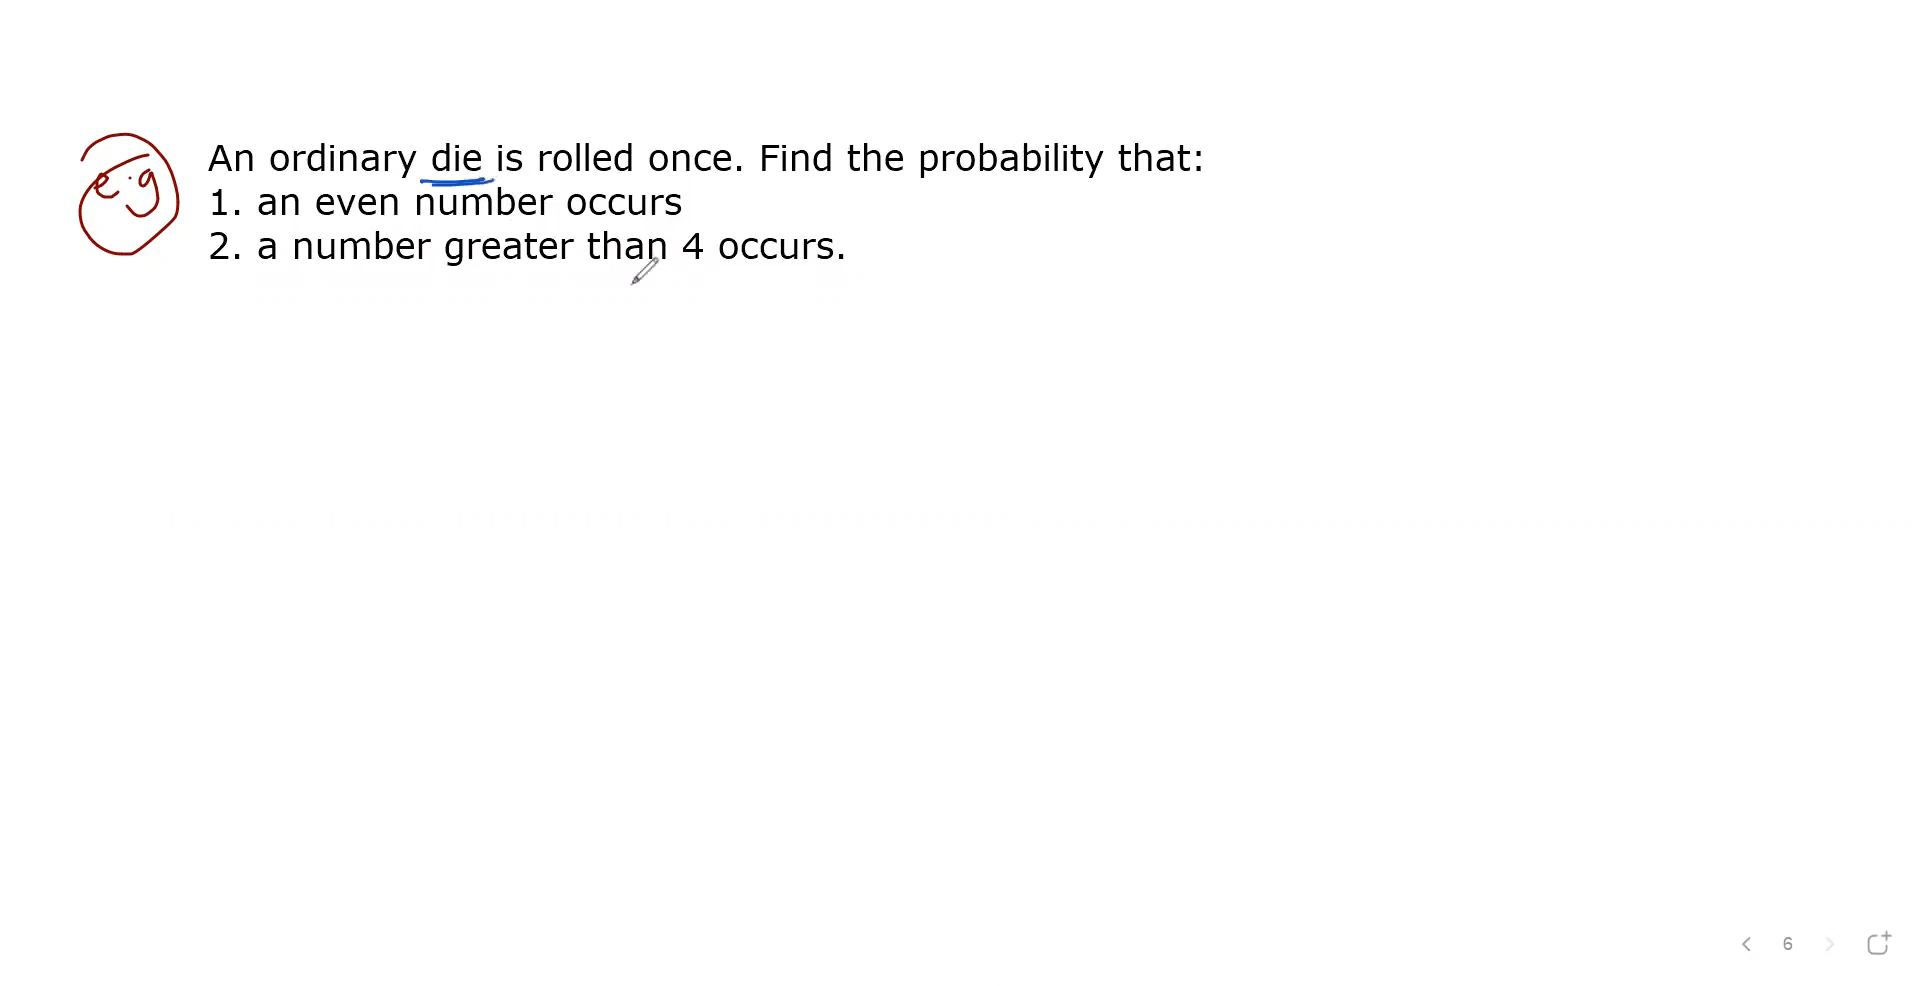 e.g
An ordinary die is rolled once. Find the probability that:
1. an even number occurs
2. a number greater than 4 occurs.
6